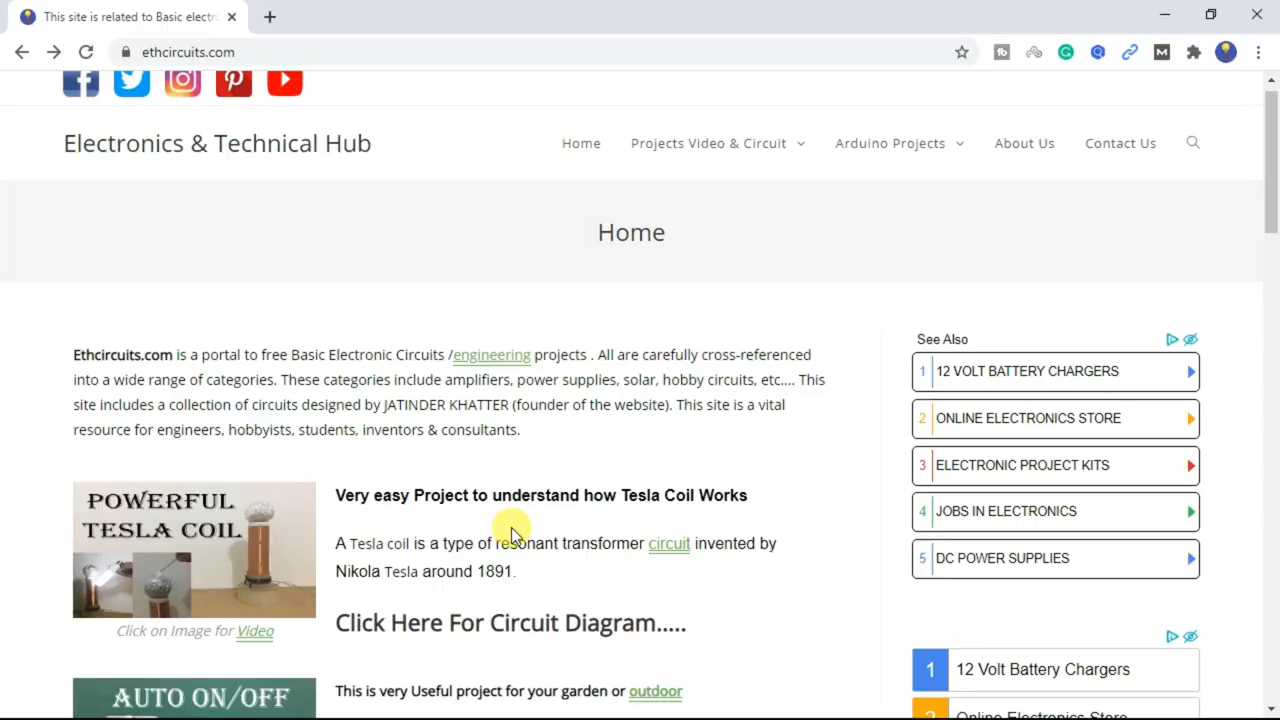 This site is related to Basic electr
ethcircuits.com
Electronics & Technical Hub
Home
Projects Video & Circuit
Arduino Projects
About Us
Contact Us
Home
Ethcircuits.com is a portal to free Basic Electronic Circuits /engineering projects . All are carefully cross-referenced
into a wide range of categories. These categories include amplifiers, power supplies, solar, hobby circuits, etc.... This
site includes a collection of circuits designed by JATINDER KHATTER (founder of the website). This site is a vital
resource for engineers, hobbyists, students, inventors & consultants.
POWERFUL
TESLA COIL
Click on Image for Video
Very easy Project to understand how Tesla Coil Works
A Tesla coil is a type of resonant transformer circuit invented by
Nikola Tesla around 1891.
Click Here For Circuit Diagram.....
AUTO ON/OFF
This is very Useful project for your garden or outdoor
See Also
1 12 VOLT BATTERY CHARGERS
2 ONLINE ELECTRONICS STORE
3 ELECTRONIC PROJECT KITS
4 JOBS IN ELECTRONICS
5 DC POWER SUPPLIES
1 12 Volt Battery Chargers
2 Online Electronics Store